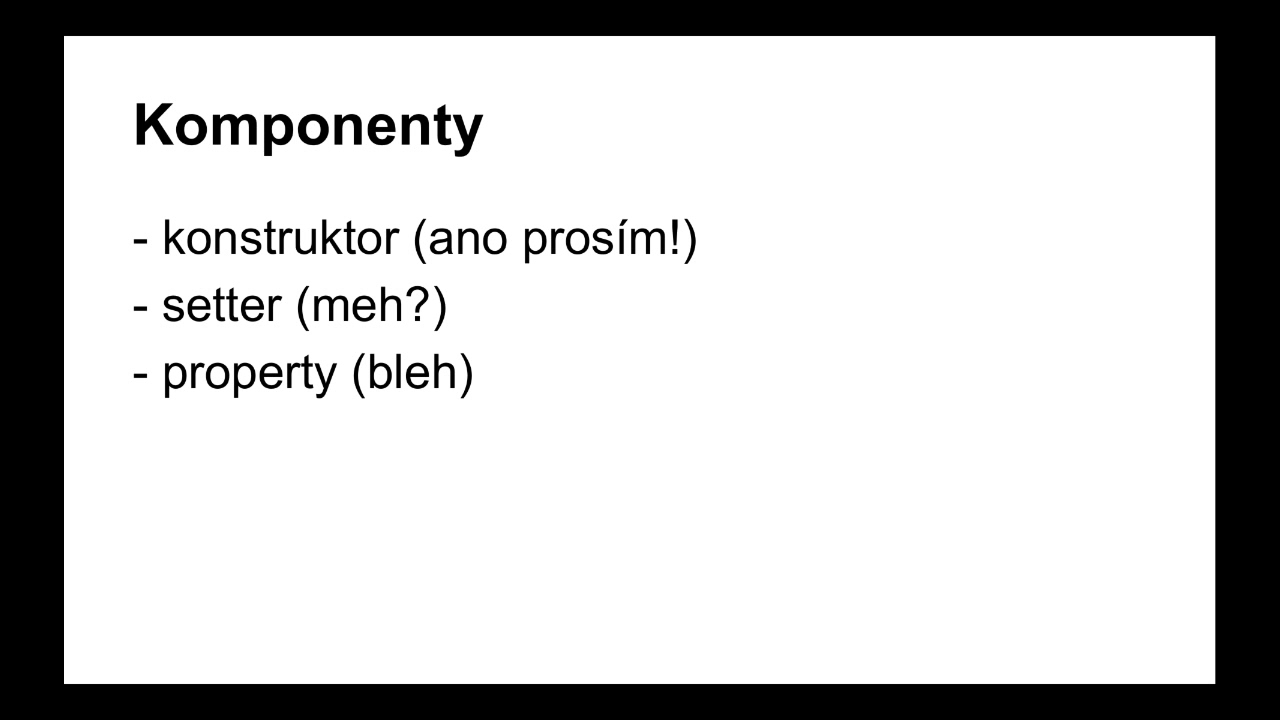 Komponenty
- konstruktor (ano prosím!)
- setter (meh?)
- property (bleh)